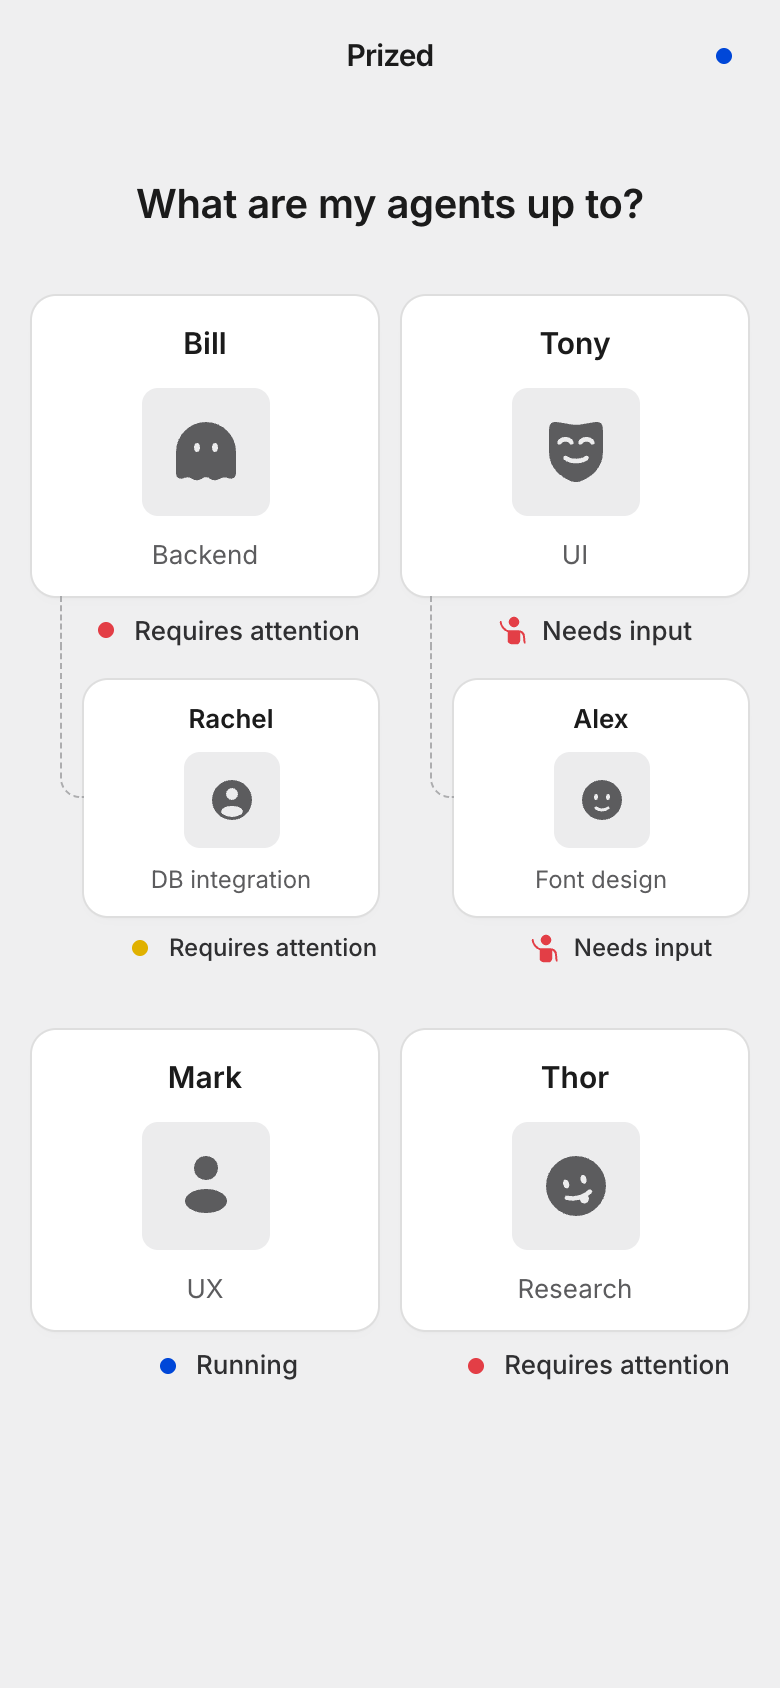 Prized
What are my agents up to?
Bill
Backend
Requires attention
Tony
UI
Needs input
Rachel
DB integration
Requires attention
Alex
Font design
Needs input
Mark
UX
Running
Thor
Research
Requires attention